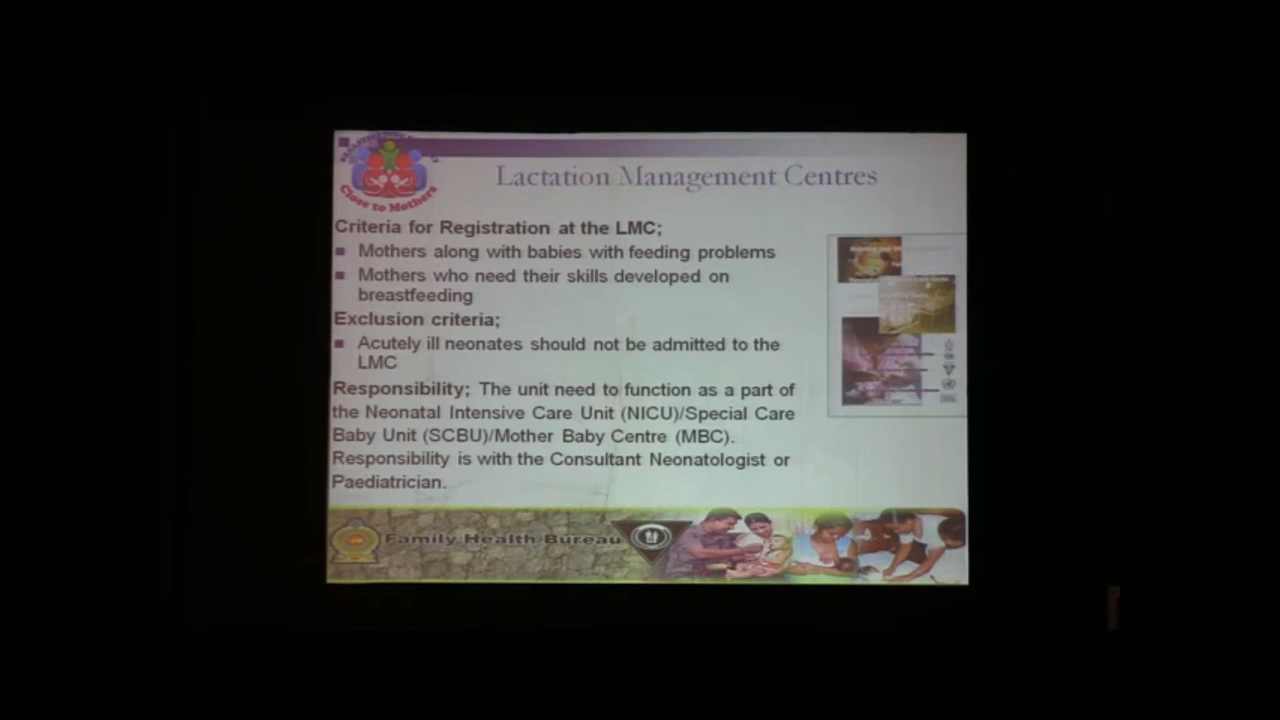 Close to Mothers
Lactation Management Centres
Criteria for Registration at the LMC;
Mothers along with babies with feeding problems
Mothers who need their skills developed on
breastfeeding
Exclusion criteria;
Acutely ill neonates should not be admitted to the
LMC
Responsibility; The unit need to function as a part of
the Neonatal Intensive Care Unit (NICU)/Special Care
Baby Unit (SCBU)/Mother Baby Centre (MBC).
Responsibility is with the Consultant Neonatologist or
Paediatrician.
Family Health Bureau